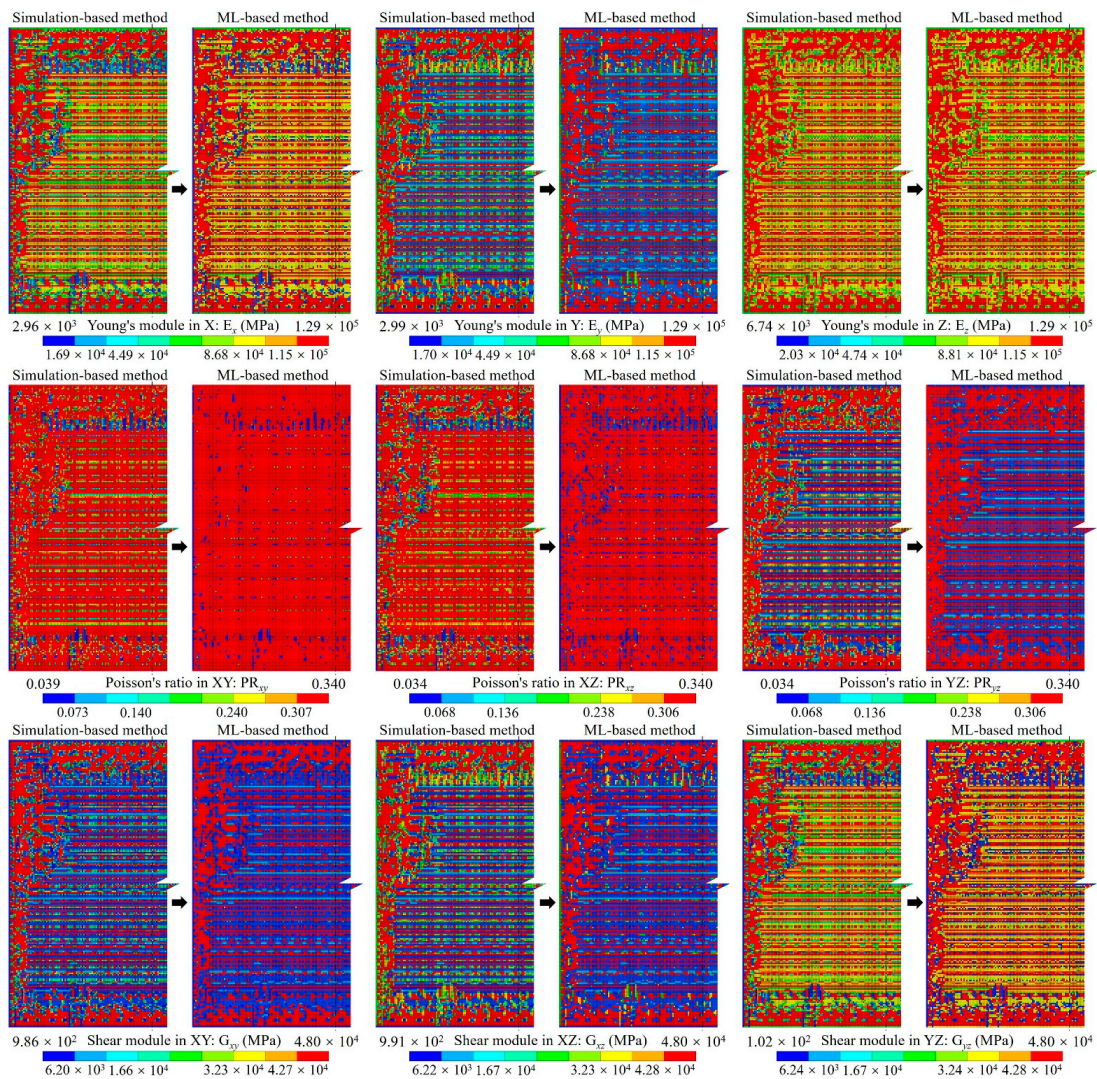 Simulation-based method ML-based method Simulation-based method ML-based method Simulation-based method ML-based method
2.96 × 10³ Young's module in X: Eₓ (MPa) 1.29 × 10⁵ 2.99 × 10³ Young's module in Y: E_y (MPa) 1.29 × 10⁵ 6.74 × 10³ Young's module in Z: E_z (MPa) 1.29 × 10⁵
1.69 × 10⁴ 4.49 × 10⁴ 8.68 × 10⁴ 1.15 × 10⁵ 1.70 × 10⁴ 4.49 × 10⁴ 8.68 × 10⁴ 1.15 × 10⁵ 2.03 × 10⁴ 4.74 × 10⁴ 8.81 × 10⁴ 1.15 × 10⁵
Simulation-based method ML-based method Simulation-based method ML-based method Simulation-based method ML-based method
0.039 Poisson's ratio in XY: PR_xy 0.340 0.034 Poisson's ratio in XZ: PR_xz 0.340 0.034 Poisson's ratio in YZ: PR_yz 0.340
0.073 0.140 0.240 0.307 0.068 0.136 0.238 0.306 0.068 0.136 0.238 0.306
Simulation-based method ML-based method Simulation-based method ML-based method Simulation-based method ML-based method
9.86 × 10² Shear module in XY: G_xy (MPa) 4.80 × 10⁴ 9.91 × 10² Shear module in XZ: G_xz (MPa) 4.80 × 10⁴ 1.02 × 10² Shear module in YZ: G_yz (MPa) 4.80 × 10⁴
6.20 × 10³ 1.66 × 10⁴ 3.23 × 10⁴ 4.27 × 10⁴ 6.22 × 10³ 1.67 × 10⁴ 3.23 × 10⁴ 4.28 × 10⁴ 6.24 × 10³ 1.67 × 10⁴ 3.24 × 10⁴ 4.28 × 10⁴